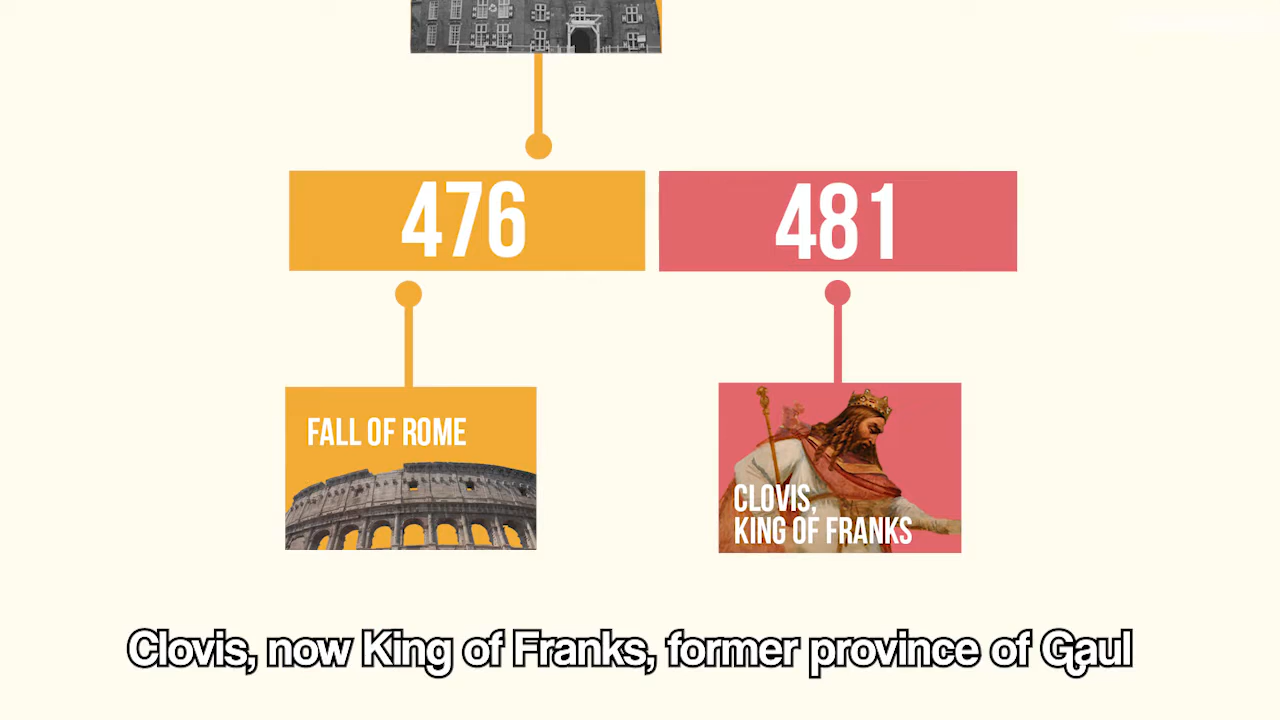 476
481
FALL OF ROME
CLOVIS,
KING OF FRANKS
Clovis, now King of Franks, former province of Gaul